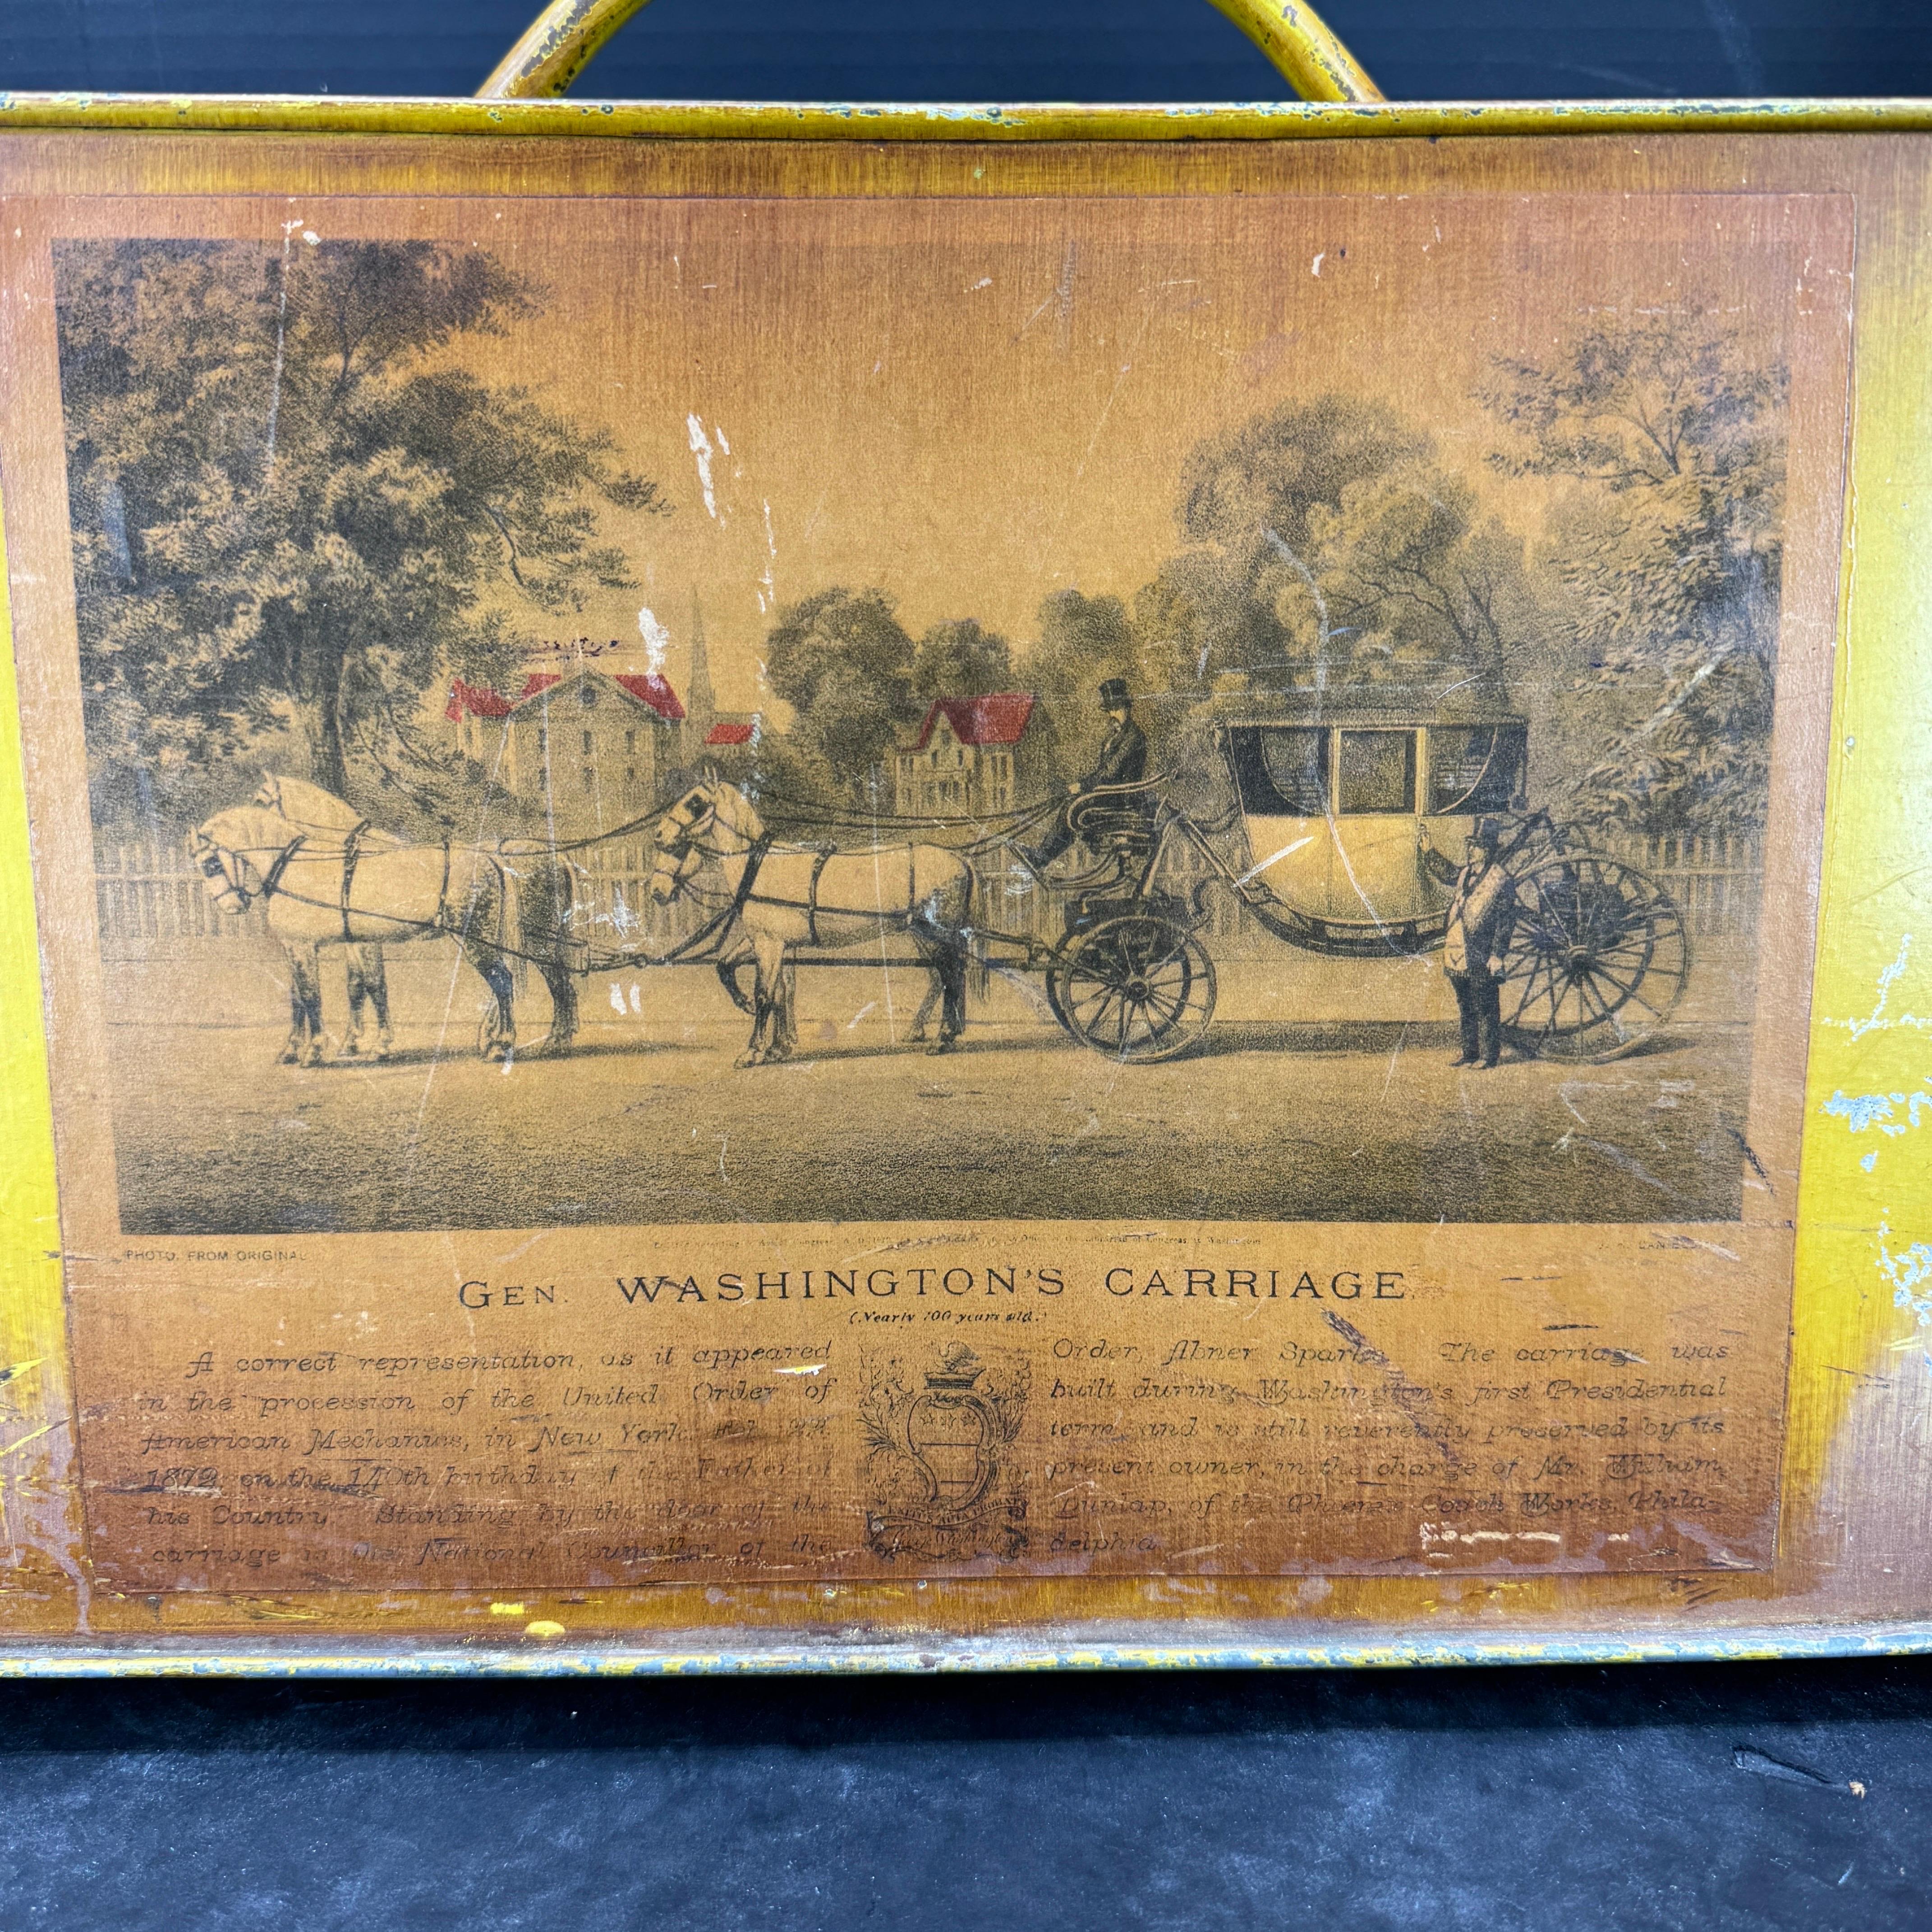 PHOTO. FROM ORIGINAL
GEN. WASHINGTON'S CARRIAGE
(Nearly 100 years old.)
A correct representation, as it appeared
in the procession of the United Order of
American Mechanics, in New York
1872 on the 140th birthday of the Father of
his Country. Standing by the door of the
carriage is the National Councillor of the
Order, Abner Sparks. The carriage was
built during Washington's first Presidential
term, and is still reverently preserved by its
present owner, in the charge of Mr. William
Dunlap, of the Phoenix Coach Works, Phila-
delphia